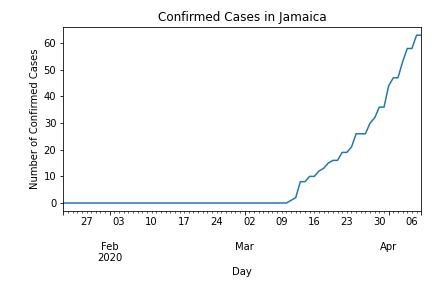 Confirmed Cases in Jamaica
Number of Confirmed Cases
60
50
40
30
20
10
0
27 03 10 17 24 02 09 16 23 30 06
Feb Mar Apr
2020
Day